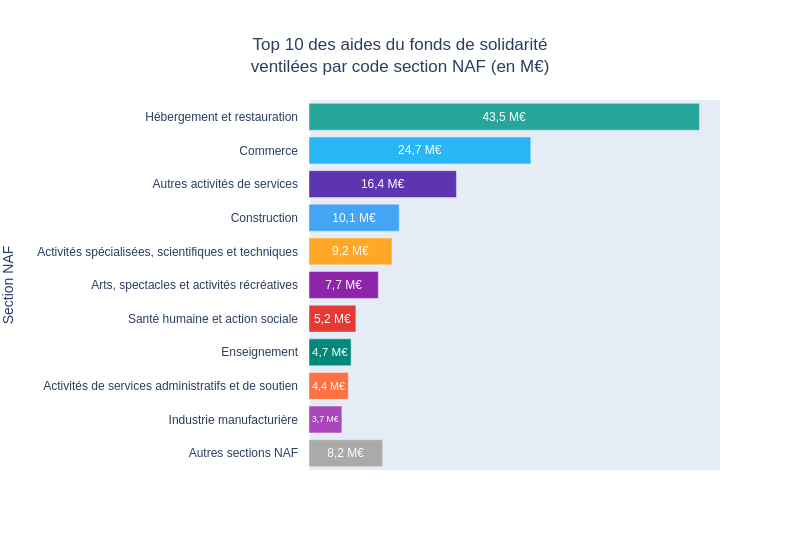 Top 10 des aides du fonds de solidarité
ventilées par code section NAF (en M€)
Section NAF
Hébergement et restauration 43,5 M€
Commerce 24,7 M€
Autres activités de services 16,4 M€
Construction 10,1 M€
Activités spécialisées, scientifiques et techniques 9,2 M€
Arts, spectacles et activités récréatives 7,7 M€
Santé humaine et action sociale 5,2 M€
Enseignement 4,7 M€
Activités de services administratifs et de soutien 4,4 M€
Industrie manufacturière 3,7 M€
Autres sections NAF 8,2 M€